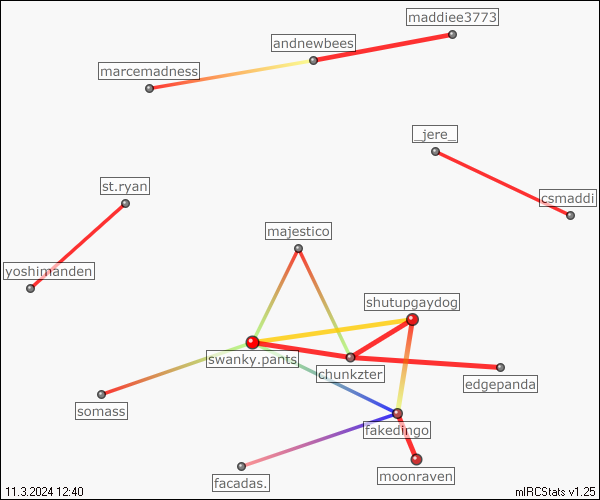 maddiee3773
andnewbees
marcemadness
_jere_
st.ryan
csmaddi
majestico
yoshimanden
shutupgaydog
swanky.pants
chunkzter
edgepanda
somass
fakedingo
moonraven
facadas.
11.3.2024 12:40
mIRCStats v1.25